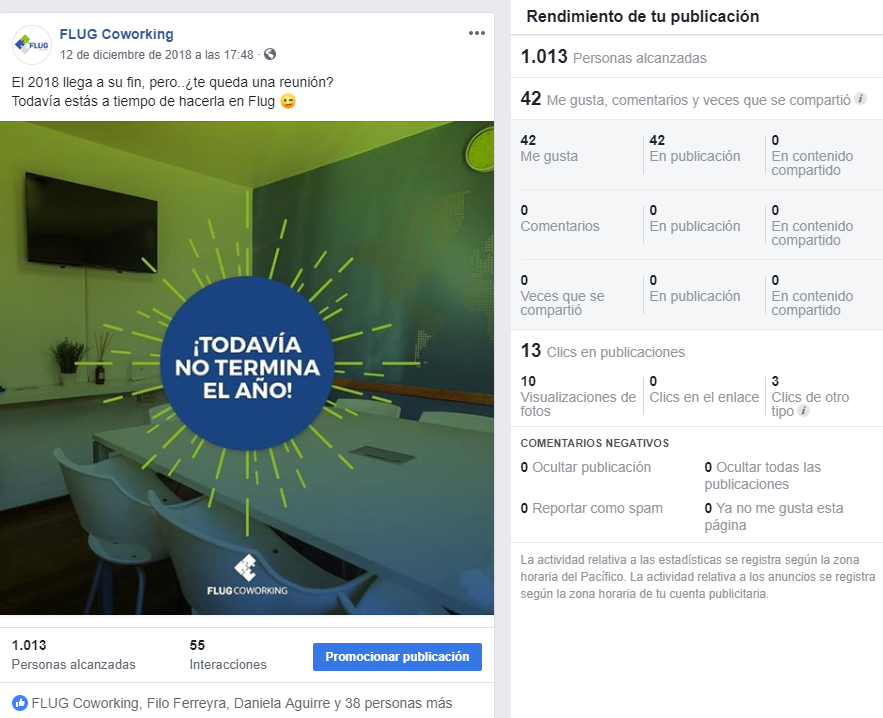 FLUG
FLUG Coworking
12 de diciembre de 2018 a las 17:48 ·
El 2018 llega a su fin, pero..¿te queda una reunión?
Todavía estás a tiempo de hacerla en Flug 😉
¡TODAVÍA
NO TERMINA
EL AÑO!
FLUGCOWORKING
1.013
Personas alcanzadas
55
Interacciones
Promocionar publicación
FLUG Coworking, Filo Ferreyra, Daniela Aguirre y 38 personas más
Rendimiento de tu publicación
1.013 Personas alcanzadas
42 Me gusta, comentarios y veces que se compartió i
42
Me gusta
42
En publicación
0
En contenido
compartido
0
Comentarios
0
En publicación
0
En contenido
compartido
0
Veces que se
compartió
0
En publicación
0
En contenido
compartido
13 Clics en publicaciones
10
Visualizaciones de
fotos
0
Clics en el enlace
3
Clics de otro
tipo i
COMENTARIOS NEGATIVOS
0 Ocultar publicación
0 Ocultar todas las
publicaciones
0 Reportar como spam
0 Ya no me gusta esta
página
La actividad relativa a las estadísticas se registra según la zona
horaria del Pacífico. La actividad relativa a los anuncios se registra
según la zona horaria de tu cuenta publicitaria.